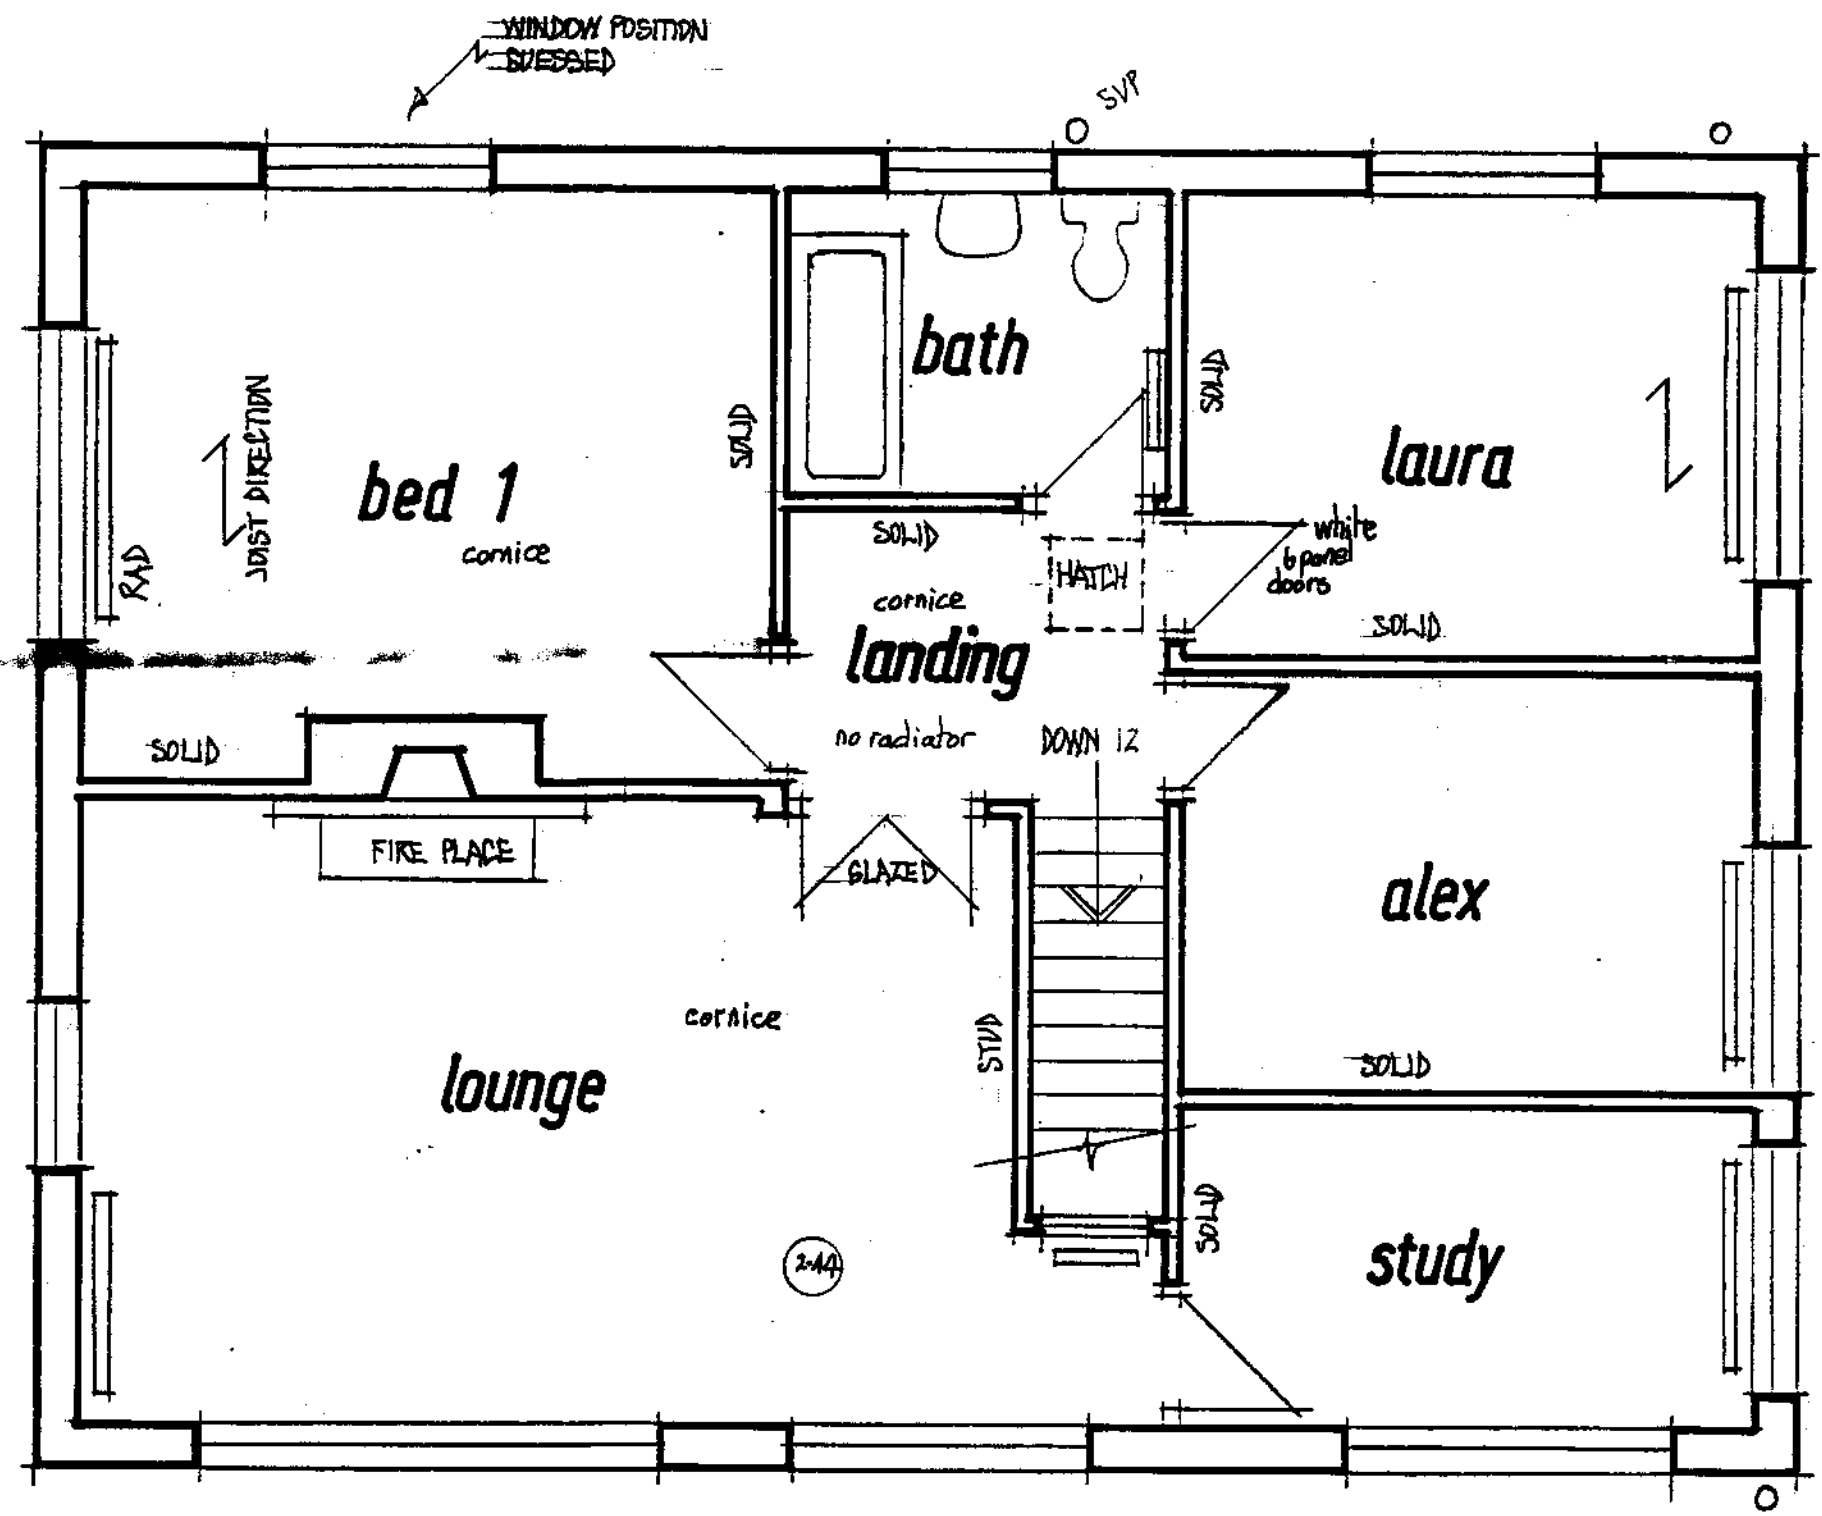 WINDOW POSITION
GUESSED
SVP
bath
SOLID
SOLID
JOIST DIRECTION
bed 1
cornice
RAD
laura
SOLID
white
6 panel
doors
HATCH
cornice
landing
SOLID
no radiator
DOWN 12
SOLID
FIRE PLACE
GLAZED
alex
cornice
STUD
lounge
SOLID
SOLID
study
2.44